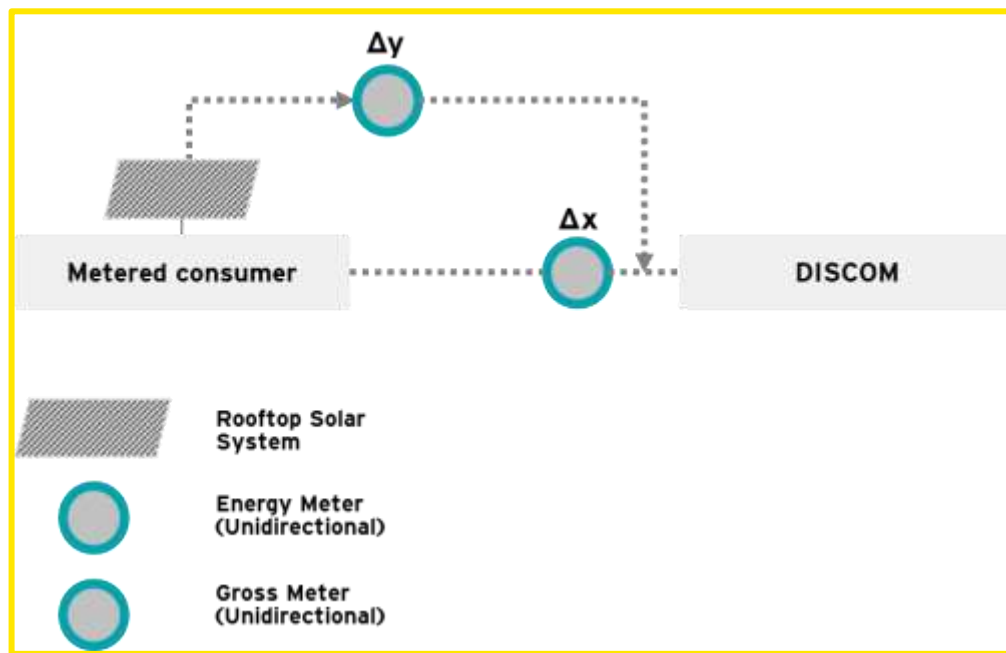 Δy
Δx
Metered consumer
DISCOM
Rooftop Solar
System
Energy Meter
(Unidirectional)
Gross Meter
(Unidirectional)